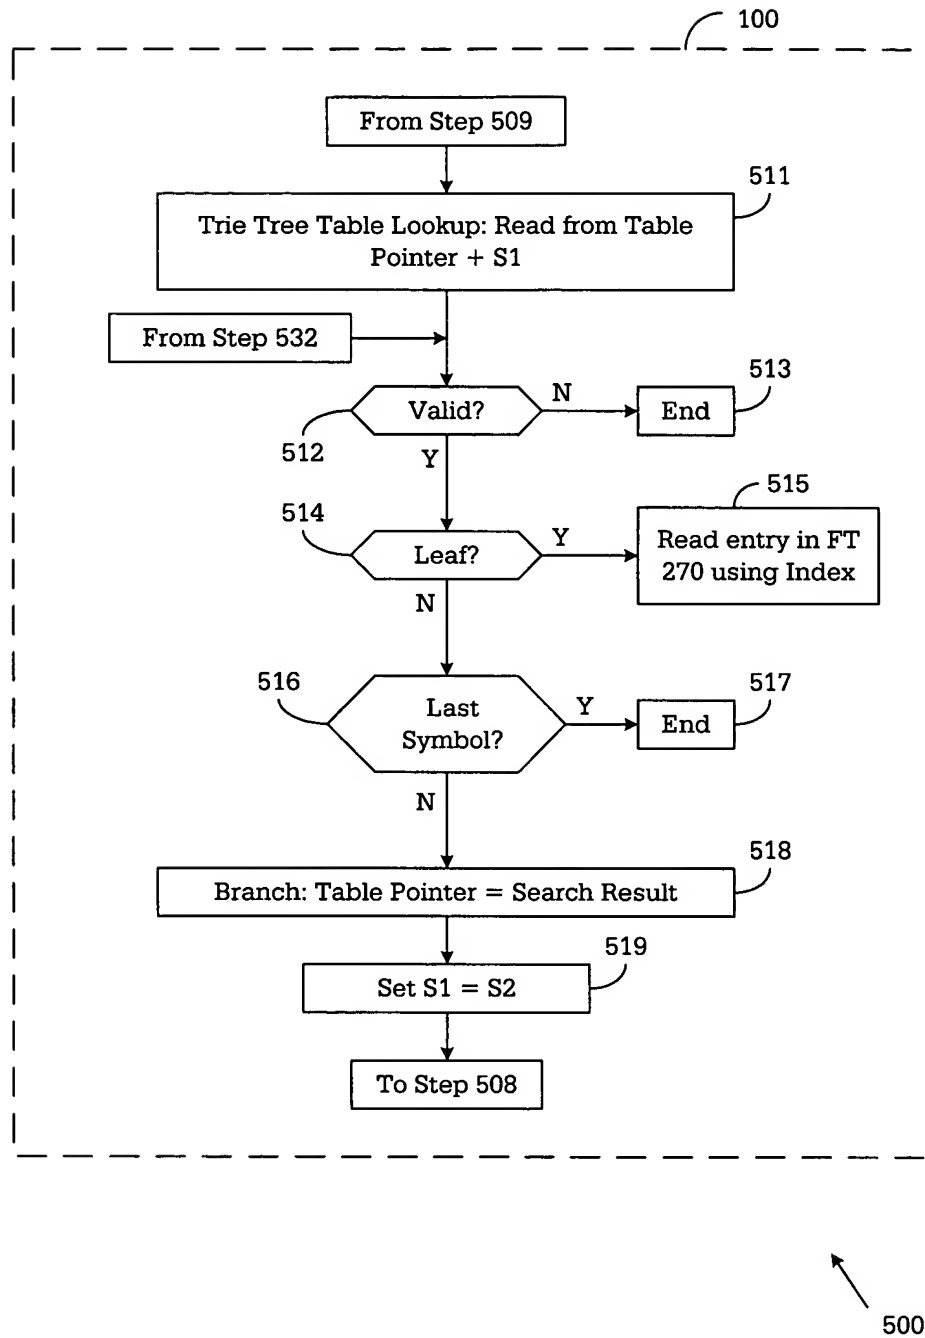 100
From Step 509
511
Trie Tree Table Lookup: Read from Table
Pointer + S1
From Step 532
Valid?
N
End
513
512
Y
515
514
Leaf?
Y
Read entry in FT
270 using Index
N
516
Last
Symbol?
Y
End
517
N
518
Branch: Table Pointer = Search Result
519
Set S1 = S2
To Step 508
500